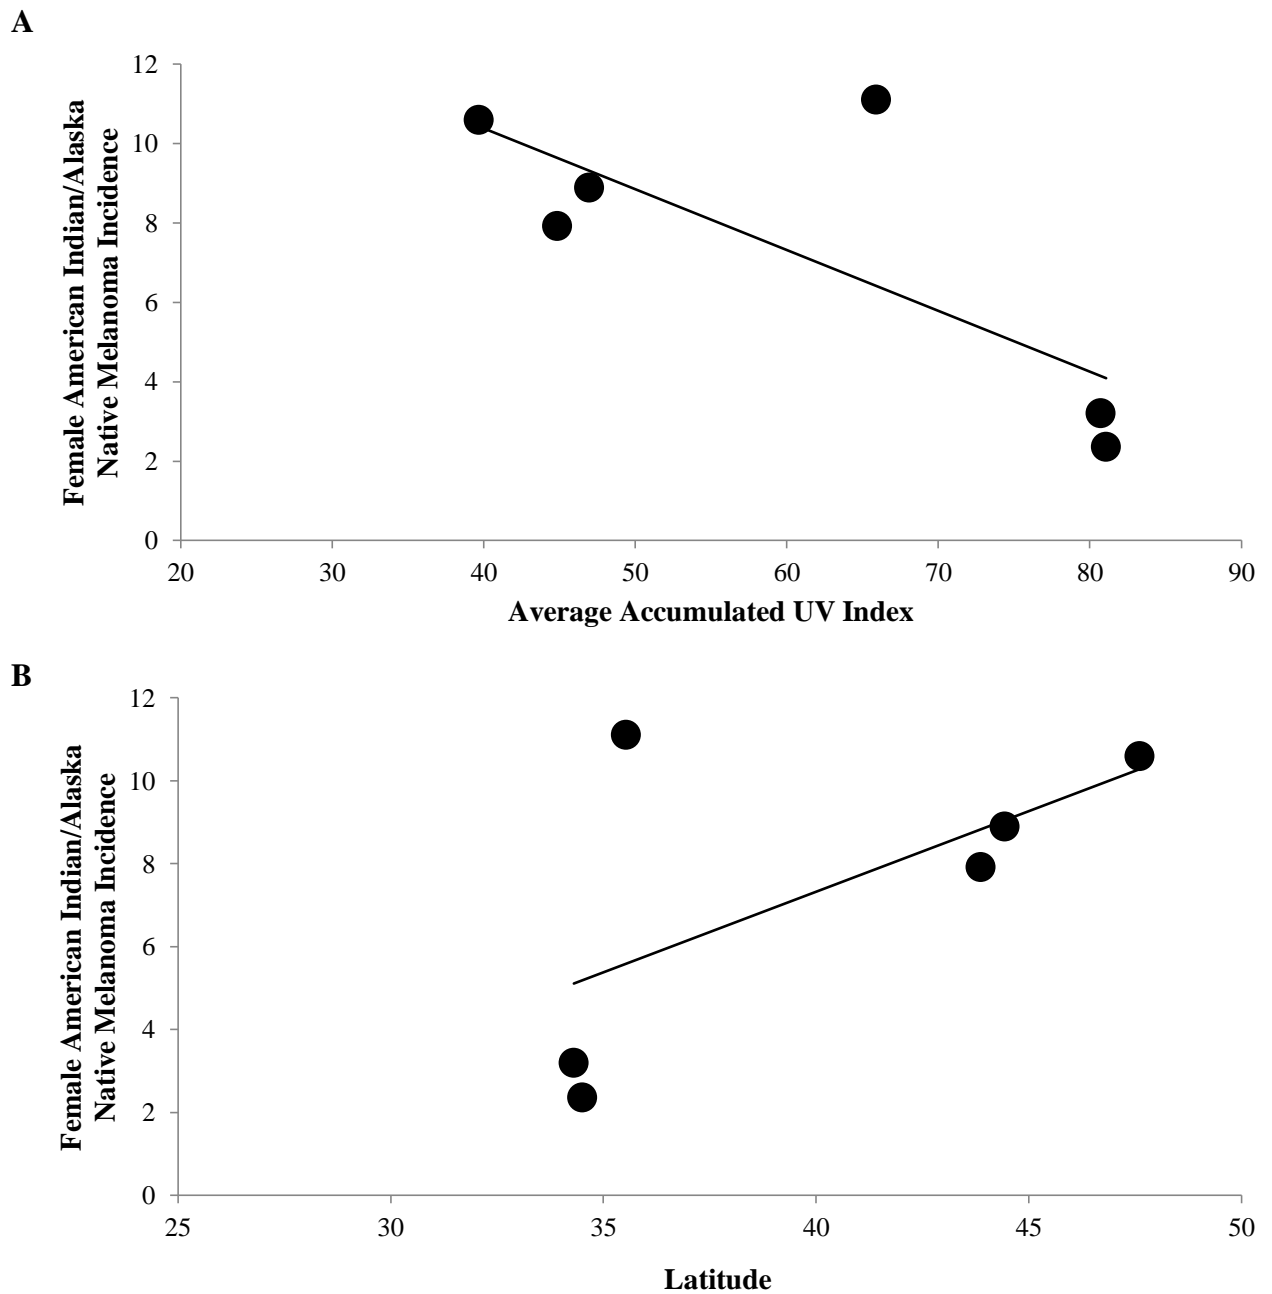 A
12
10
8
6
4
2
0
Female American Indian/Alaska
Native Melanoma Incidence
20 30 40 50 60 70 80 90
Average Accumulated UV Index
B
12
10
8
6
4
2
0
Female American Indian/Alaska
Native Melanoma Incidence
25 30 35 40 45 50
Latitude